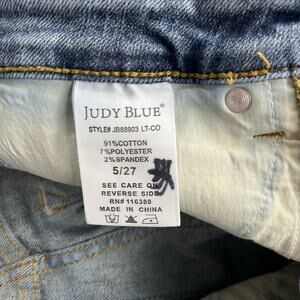 JUDY BLUE®
STYLE# JB88903 LT-CO
91%COTTON
7%POLYESTER
2%SPANDEX
5/27
SEE CARE ON
REVERSE SIDE
RN# 116380
MADE IN CHINA